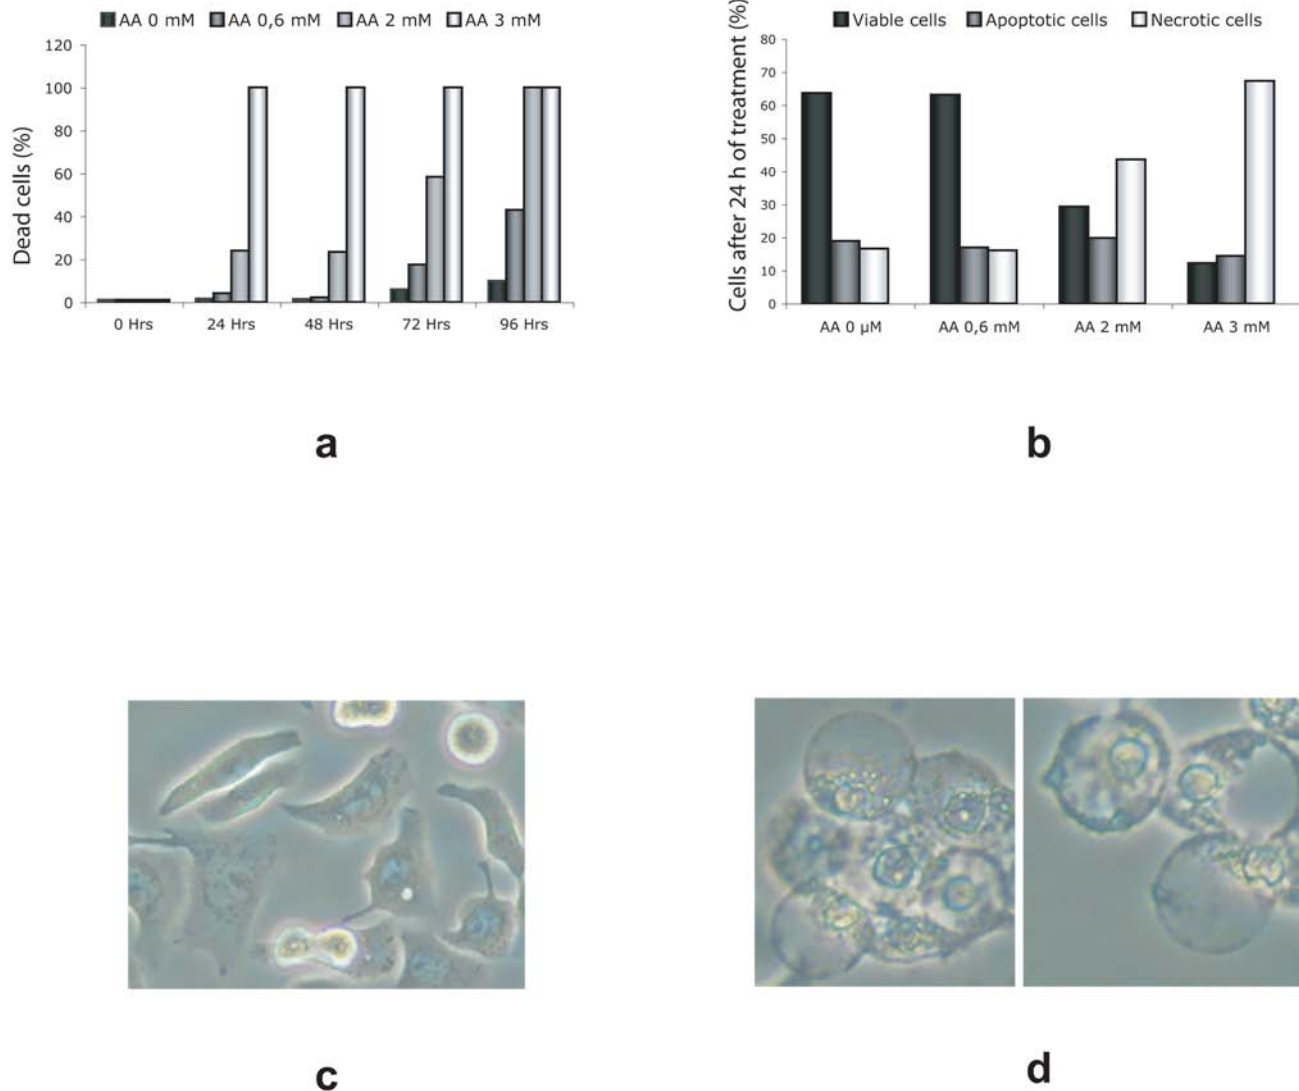 AA 0 mM AA 0,6 mM AA 2 mM AA 3 mM
Dead cells (%)
120
100
80
60
40
20
0
0 Hrs 24 Hrs 48 Hrs 72 Hrs 96 Hrs
a
Viable cells Apoptotic cells Necrotic cells
Cells after 24 h of treatment (%)
80
70
60
50
40
30
20
10
0
AA 0 µM AA 0,6 mM AA 2 mM AA 3 mM
b
c
d